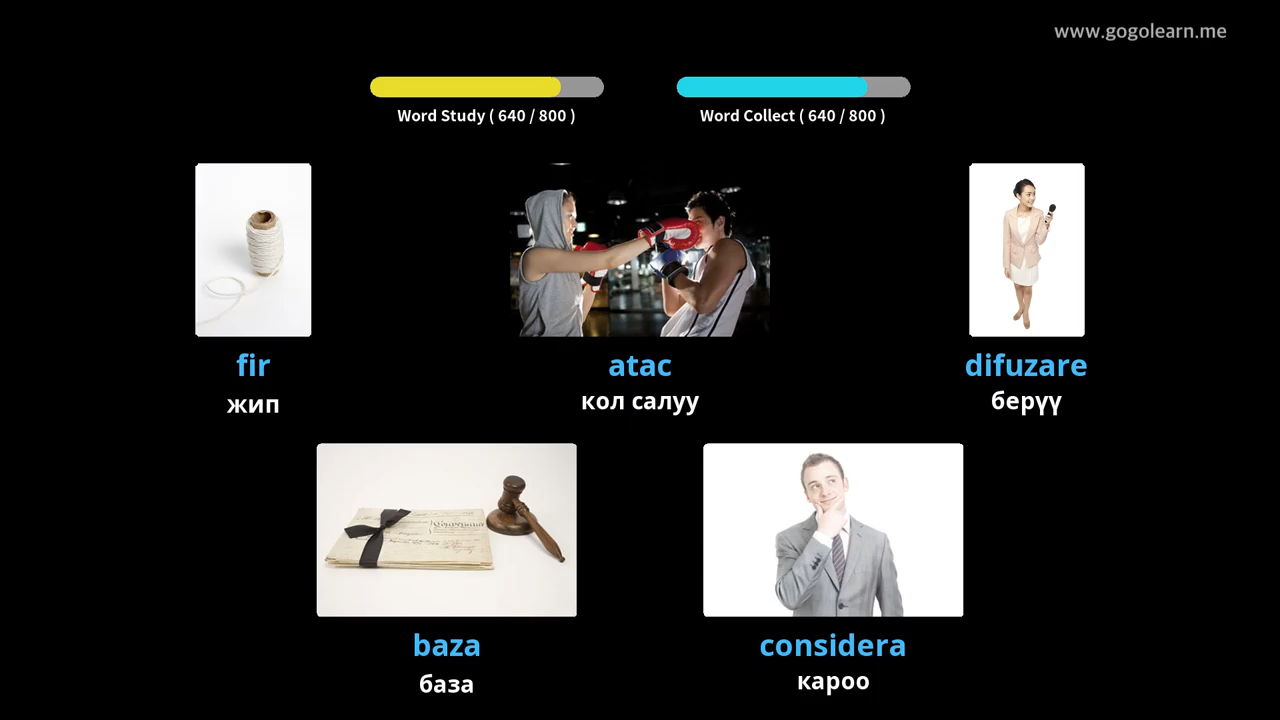 www.gogolearn.me
Word Study ( 640 / 800 )
Word Collect ( 640 / 800 )
fir
жип
atac
кол салуу
difuzare
берүү
baza
база
considera
кароо